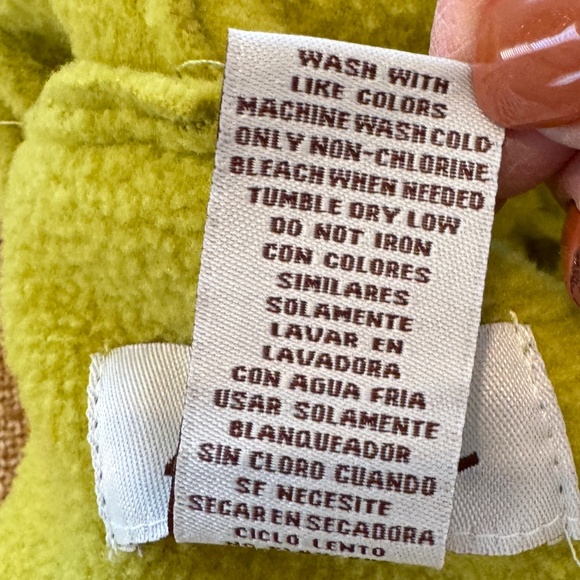 WASH WITH
LIKE COLORS
MACHINE WASH COLD
ONLY NON-CHLORINE
BLEACH WHEN NEEDED
TUMBLE DRY LOW
DO NOT IRON
CON COLORES
SIMILARES
SOLAMENTE
LAVAR EN
LAVADORA
CON AGUA FRIA
USAR SOLAMENTE
BLANQUEADOR
SIN CLORO CUANDO
SE NECESITE
SECAR EN SECADORA
CICLO LENTO